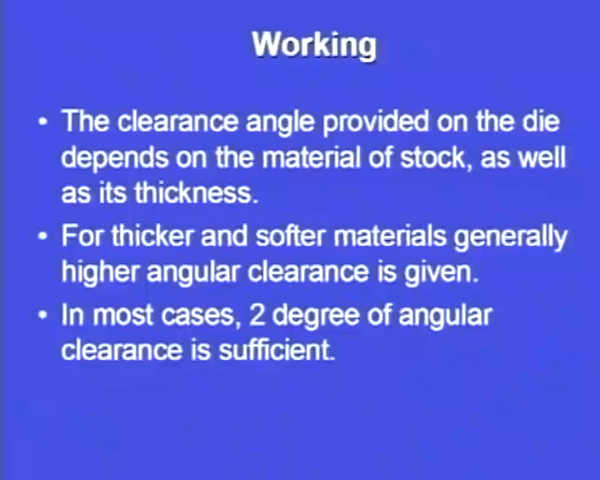 Working
• The clearance angle provided on the die
depends on the material of stock, as well
as its thickness.
• For thicker and softer materials generally
higher angular clearance is given.
• In most cases, 2 degree of angular
clearance is sufficient.